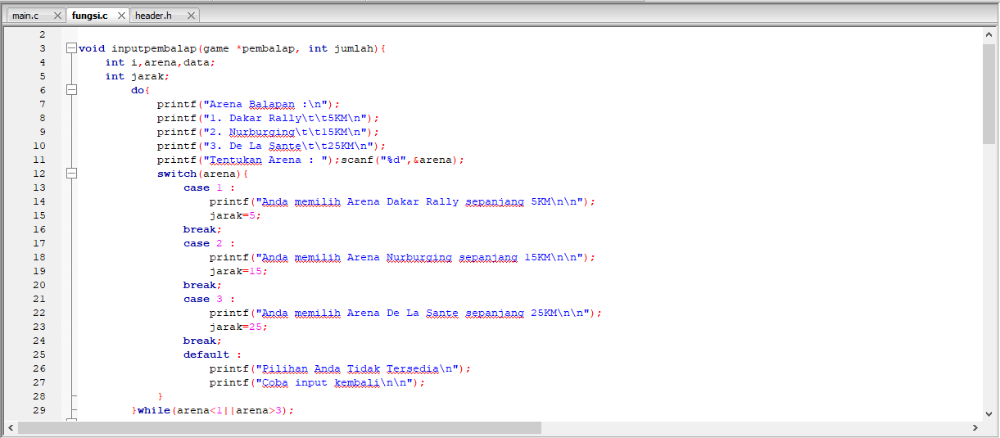 main.c fungsi.c header.h
2
3 void inputpembalap(game *pembalap, int jumlah){
4 int i,arena,data;
5 int jarak;
6 do{
7 printf("Arena Balapan :\n");
8 printf("1. Dakar Rally\t\t5KM\n");
9 printf("2. Nurburging\t\t15KM\n");
10 printf("3. De La Sante\t\t25KM\n");
11 printf("Tentukan Arena : ");scanf("%d",&arena);
12 switch(arena){
13 case 1 :
14 printf("Anda memilih Arena Dakar Rally sepanjang 5KM\n\n");
15 jarak=5;
16 break;
17 case 2 :
18 printf("Anda memilih Arena Nurburging sepanjang 15KM\n\n");
19 jarak=15;
20 break;
21 case 3 :
22 printf("Anda memilih Arena De La Sante sepanjang 25KM\n\n");
23 jarak=25;
24 break;
25 default :
26 printf("Pilihan Anda Tidak Tersedia\n");
27 printf("Coba input kembali\n\n");
28 }
29 }while(arena<1||arena>3);